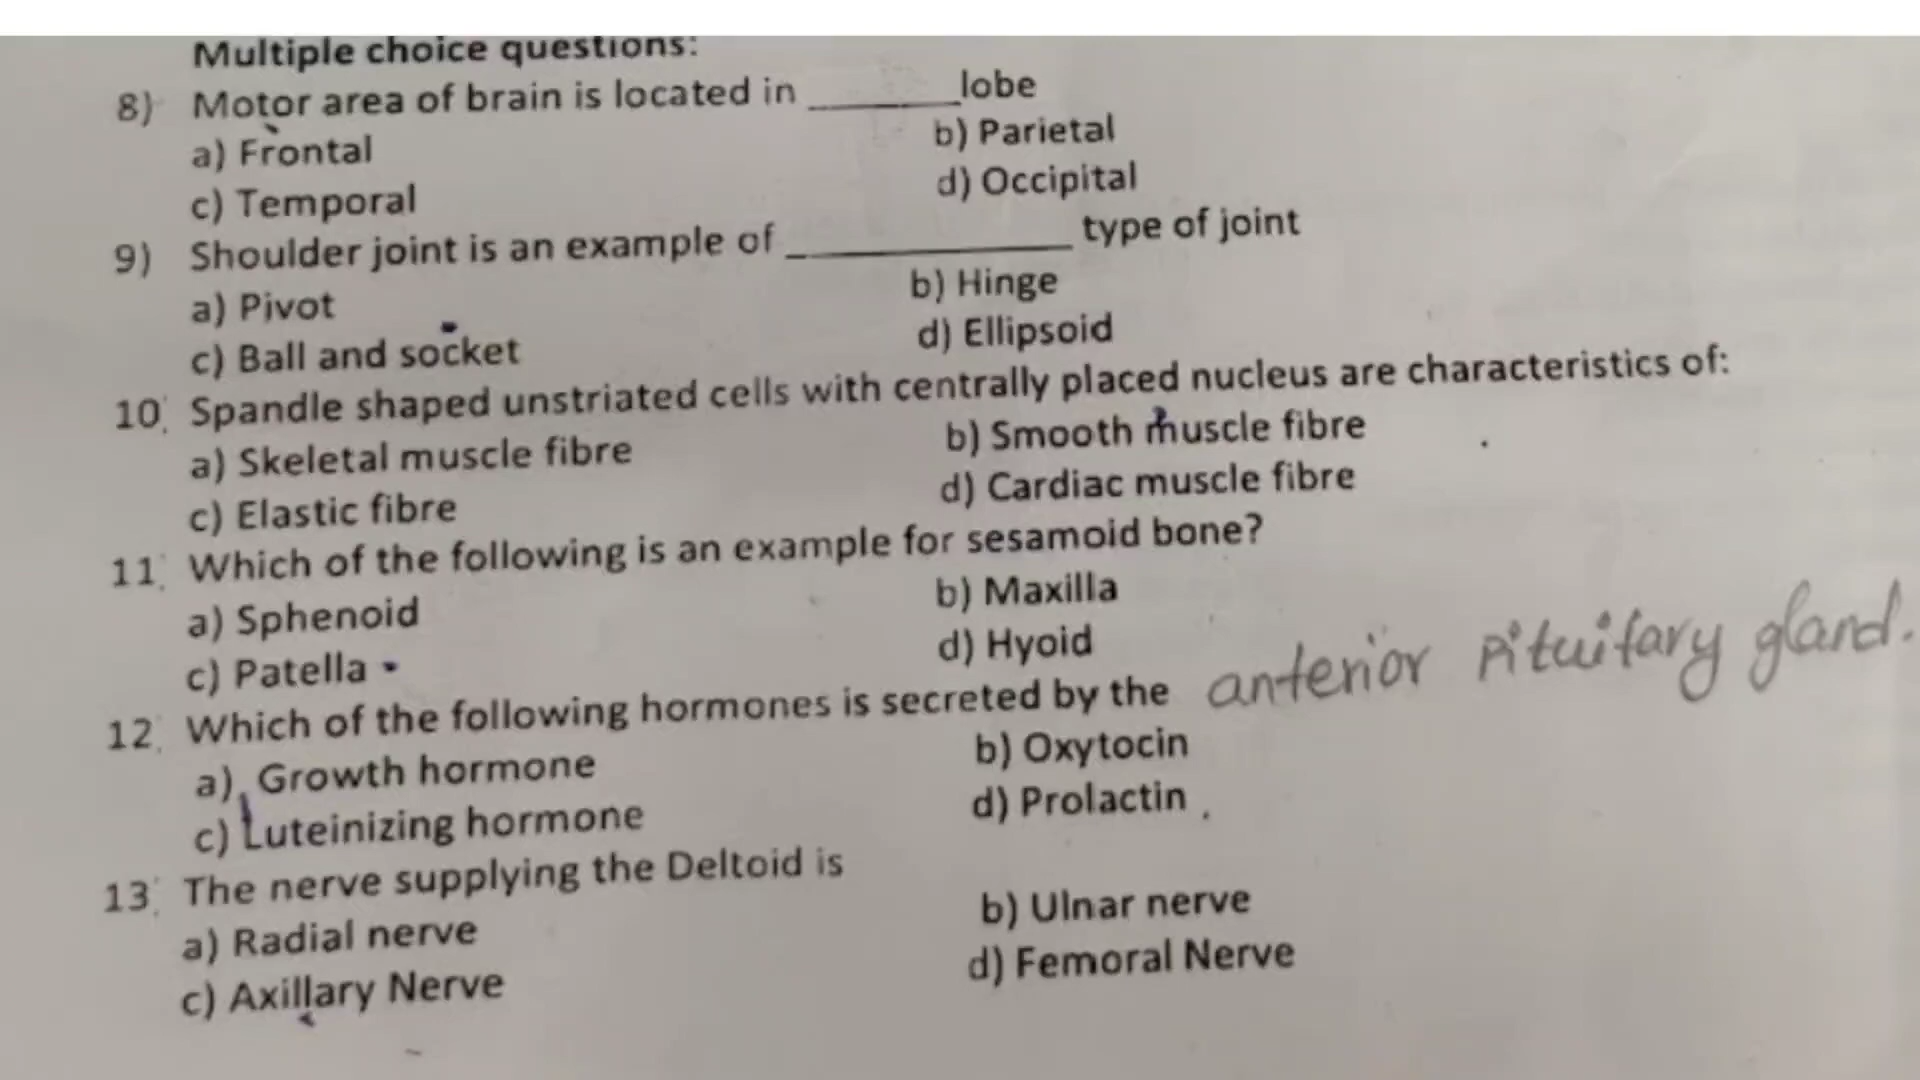 Multiple choice questions:
8) Motor area of brain is located in ______lobe
a) Frontal b) Parietal
c) Temporal d) Occipital
9) Shoulder joint is an example of ____________ type of joint
a) Pivot b) Hinge
c) Ball and socket d) Ellipsoid
10. Spandle shaped unstriated cells with centrally placed nucleus are characteristics of:
a) Skeletal muscle fibre b) Smooth muscle fibre
c) Elastic fibre d) Cardiac muscle fibre
11. Which of the following is an example for sesamoid bone?
a) Sphenoid b) Maxilla
c) Patella d) Hyoid
12. Which of the following hormones is secreted by the anterior Pituitary gland.
a) Growth hormone b) Oxytocin
c) Luteinizing hormone d) Prolactin
13. The nerve supplying the Deltoid is
a) Radial nerve b) Ulnar nerve
c) Axillary Nerve d) Femoral Nerve